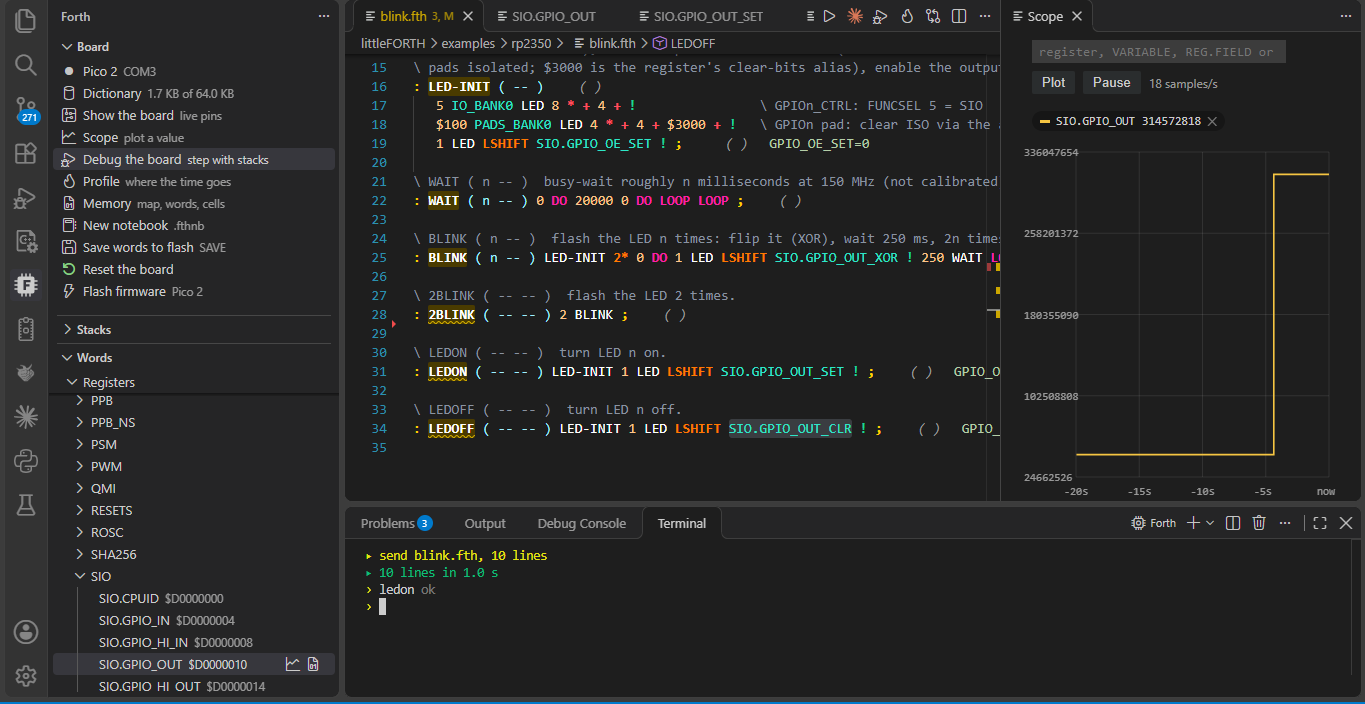 Forth
Board
Pico 2 COM3
Dictionary 1.7 KB of 64.0 KB
Show the board live pins
Scope plot a value
Debug the board step with stacks
Profile where the time goes
Memory map, words, cells
New notebook .fthnb
Save words to flash SAVE
Reset the board
Flash firmware Pico 2
Stacks
Words
Registers
PPB
PPB_NS
PSM
PWM
QMI
RESETS
ROSC
SHA256
SIO
SIO.CPUID $D0000000
SIO.GPIO_IN $D0000004
SIO.GPIO_HI_IN $D0000008
SIO.GPIO_OUT $D0000010
SIO.GPIO_HI_OUT $D0000014
271
blink.fth 3, M
SIO.GPIO_OUT
SIO.GPIO_OUT_SET
littleFORTH > examples > rp2350 > blink.fth > LEDOFF
15 \ pads isolated; $3000 is the register's clear-bits alias), enable the outpu
16 : LED-INIT ( -- ) ( )
17 5 IO_BANK0 LED 8 * + 4 + ! \ GPIOn_CTRL: FUNCSEL 5 = SIO
18 $100 PADS_BANK0 LED 4 * + 4 + $3000 + ! \ GPIOn pad: clear ISO via the
19 1 LED LSHIFT SIO.GPIO_OE_SET ! ; ( ) GPIO_OE_SET=0
20
21 \ WAIT ( n -- ) busy-wait roughly n milliseconds at 150 MHz (not calibrated
22 : WAIT ( n -- ) 0 DO 20000 0 DO LOOP LOOP ; ( )
23
24 \ BLINK ( n -- ) flash the LED n times: flip it (XOR), wait 250 ms, 2n time
25 : BLINK ( n -- ) LED-INIT 2* 0 DO 1 LED LSHIFT SIO.GPIO_OUT_XOR ! 250 WAIT
26
27 \ 2BLINK ( -- -- ) flash the LED 2 times.
28 : 2BLINK ( -- -- ) 2 BLINK ; ( )
29
30 \ LEDON ( -- -- ) turn LED n on.
31 : LEDON ( -- -- ) LED-INIT 1 LED LSHIFT SIO.GPIO_OUT_SET ! ; ( ) GPIO_O
32
33 \ LEDOFF ( -- -- ) turn LED n off.
34 : LEDOFF ( -- -- ) LED-INIT 1 LED LSHIFT SIO.GPIO_OUT_CLR ! ; ( ) GPIO_
35
Scope
register, VARIABLE, REG.FIELD or
Plot Pause 18 samples/s
SIO.GPIO_OUT 314572818
336047654
258201372
180355090
102508808
24662526
-20s -15s -10s -5s now
Problems 3 Output Debug Console Terminal
Forth
send blink.fth, 10 lines
10 lines in 1.0 s
› ledon ok
›